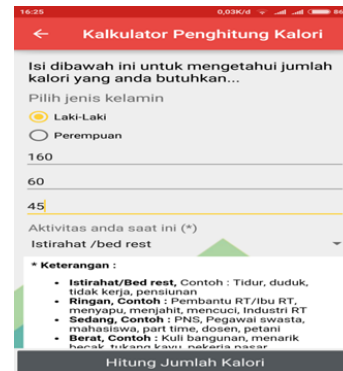 16:25 0,03K/d 86
Kalkulator Penghitung Kalori
Isi dibawah ini untuk mengetahui jumlah
kalori yang anda butuhkan...
Pilih jenis kelamin
Laki-Laki
Perempuan
160
60
45
Aktivitas anda saat ini (*)
Istirahat /bed rest
* Keterangan :
• Istirahat/Bed rest, Contoh : Tidur, duduk,
tidak kerja, pensiunan
• Ringan, Contoh : Pembantu RT/Ibu RT,
menyapu, menjahit, mencuci, Industri RT
• Sedang, Contoh : PNS, Pegawai swasta,
mahasiswa, part time, dosen, petani
• Berat, Contoh : Kuli bangunan, menarik
becak, tukang kayu, pekerja pasar
Hitung Jumlah Kalori